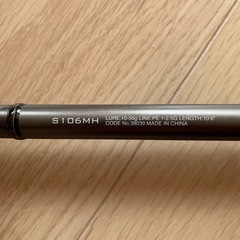 S106MH
LURE:10-56g LINE:PE 1-2.5G LENGTH:10'6"
CODE No.38039 MADE IN CHINA